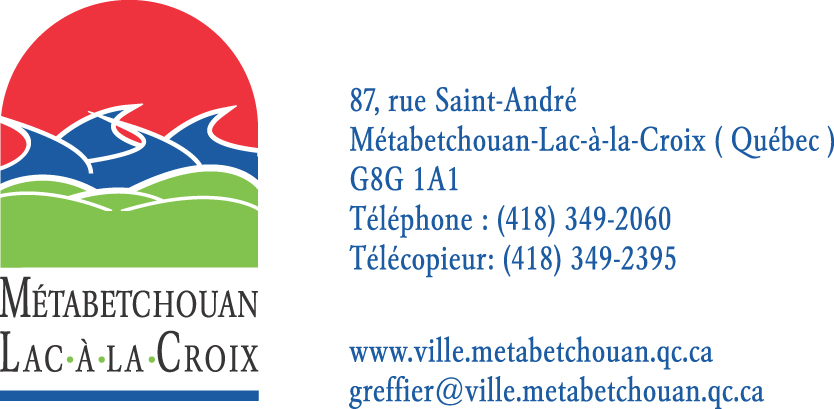 MÉTABETCHOUAN
LAC•À•LA•CROIX
87, rue Saint-André
Métabetchouan-Lac-à-la-Croix ( Québec )
G8G 1A1
Téléphone : (418) 349-2060
Télécopieur: (418) 349-2395
www.ville.metabetchouan.qc.ca
greffier@ville.metabetchouan.qc.ca